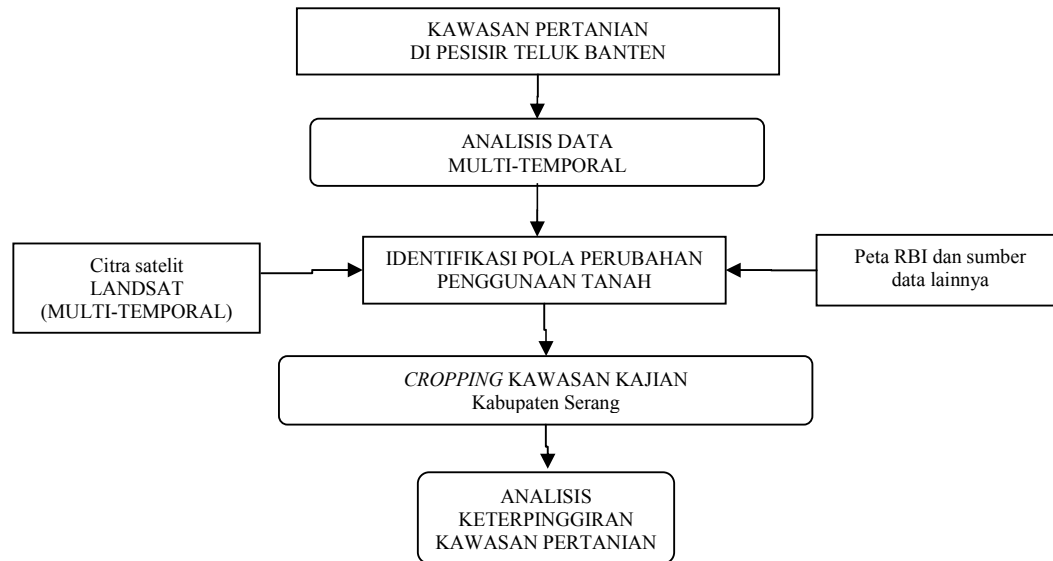 KAWASAN PERTANIAN
DI PESISIR TELUK BANTEN
ANALISIS DATA
MULTI-TEMPORAL
Citra satelit
LANDSAT
(MULTI-TEMPORAL)
IDENTIFIKASI POLA PERUBAHAN
PENGGUNAAN TANAH
Peta RBI dan sumber
data lainnya
CROPPING KAWASAN KAJIAN
Kabupaten Serang
ANALISIS
KETERPINGGIRAN
KAWASAN PERTANIAN